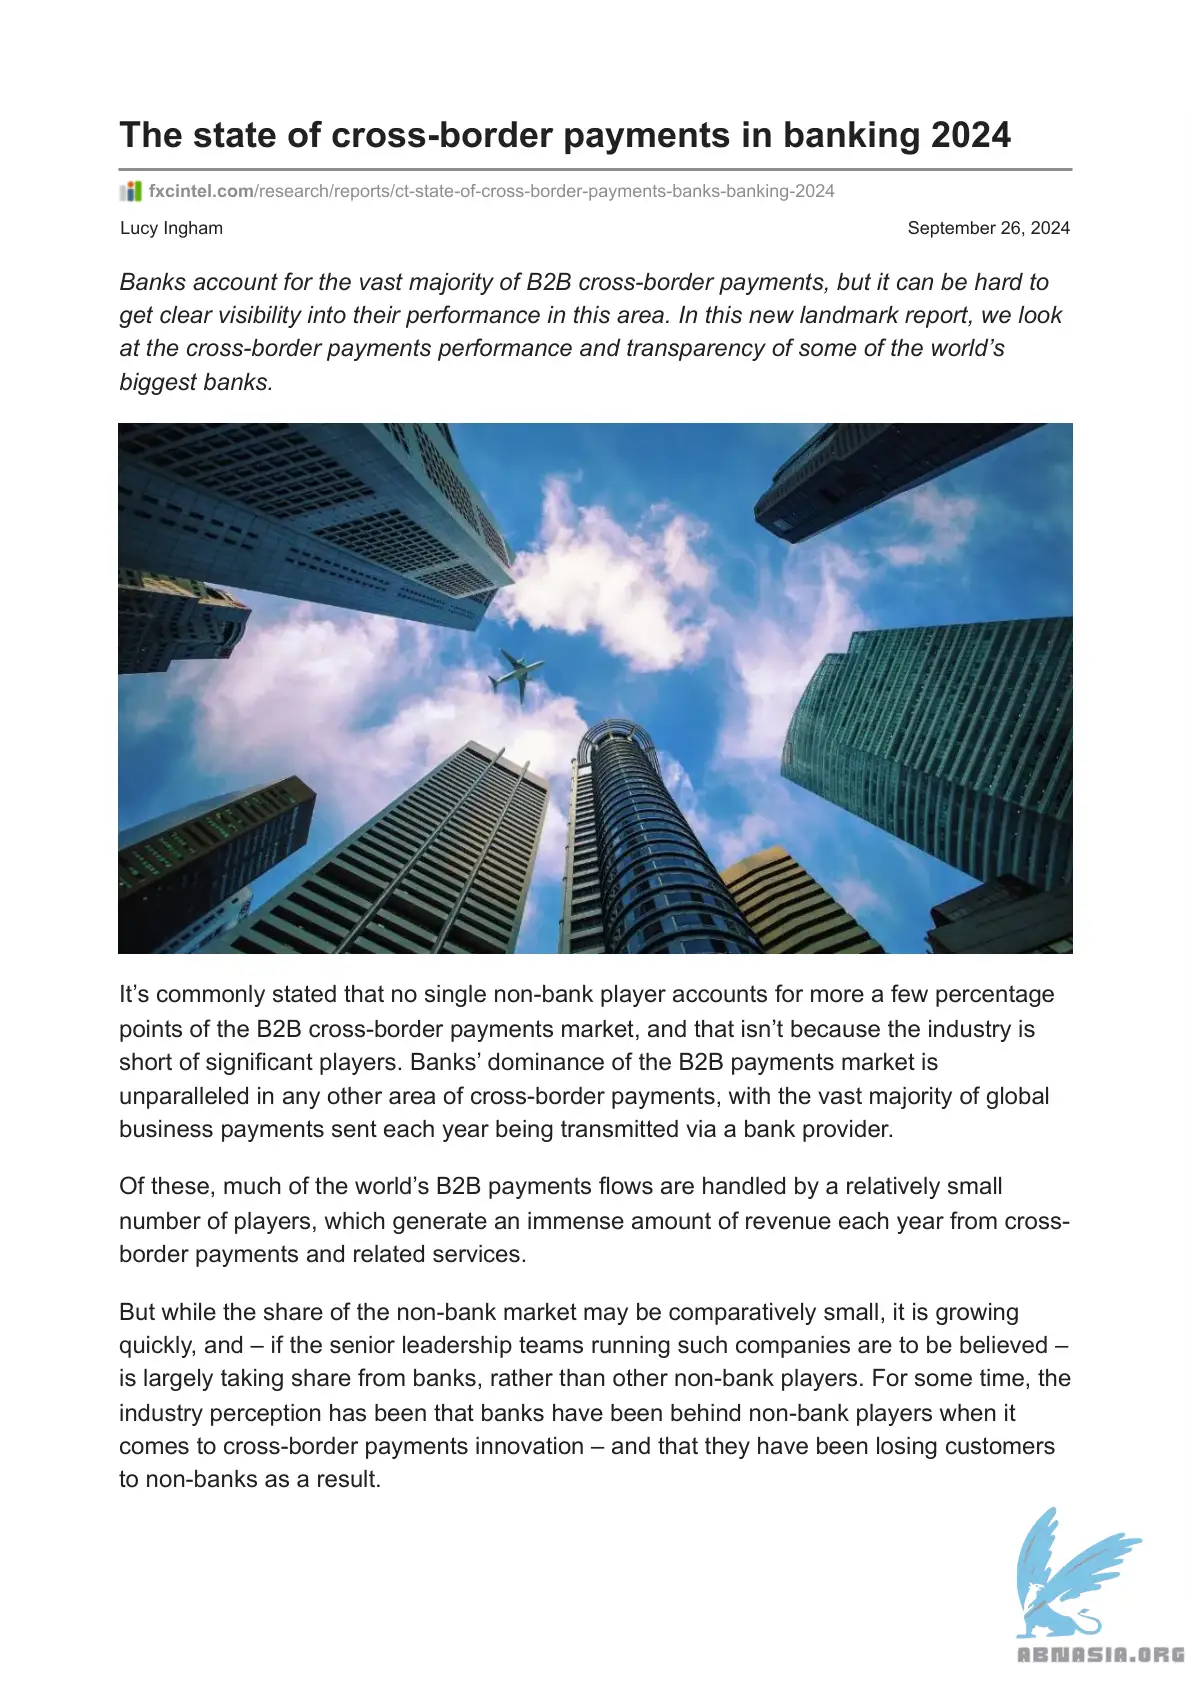 The state of cross-border payments in banking 2024
fxcintel.com/research/reports/ct-state-of-cross-border-payments-banks-banking-2024
Lucy Ingham
September 26, 2024
Banks account for the vast majority of B2B cross-border payments, but it can be hard to
get clear visibility into their performance in this area. In this new landmark report, we look
at the cross-border payments performance and transparency of some of the world’s
biggest banks.
It’s commonly stated that no single non-bank player accounts for more a few percentage
points of the B2B cross-border payments market, and that isn’t because the industry is
short of significant players. Banks’ dominance of the B2B payments market is
unparalleled in any other area of cross-border payments, with the vast majority of global
business payments sent each year being transmitted via a bank provider.
Of these, much of the world’s B2B payments flows are handled by a relatively small
number of players, which generate an immense amount of revenue each year from cross-
border payments and related services.
But while the share of the non-bank market may be comparatively small, it is growing
quickly, and – if the senior leadership teams running such companies are to be believed –
is largely taking share from banks, rather than other non-bank players. For some time, the
industry perception has been that banks have been behind non-bank players when it
comes to cross-border payments innovation – and that they have been losing customers
to non-banks as a result.
ABNASIA.ORG